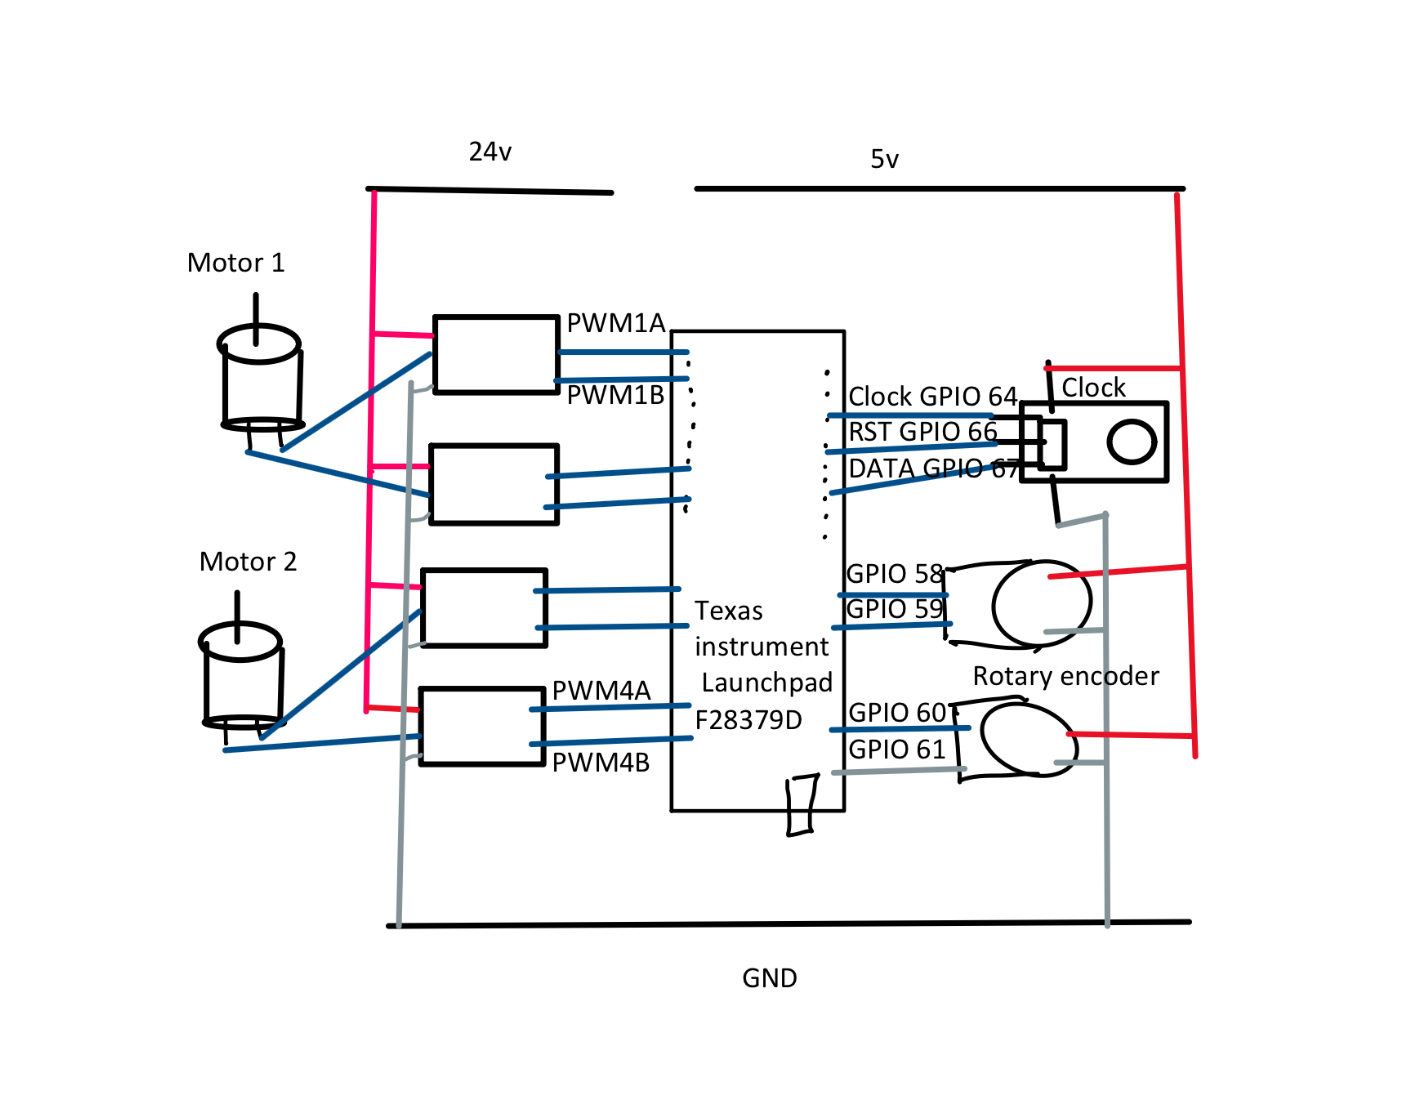 24v
5v
Motor 1
PWM1A
PWM1B
Clock
Clock GPIO 64
RST GPIO 66
DATA GPIO 67
Motor 2
GPIO 58
GPIO 59
Texas
instrument
Launchpad
F28379D
Rotary encoder
PWM4A
PWM4B
GPIO 60
GPIO 61
GND